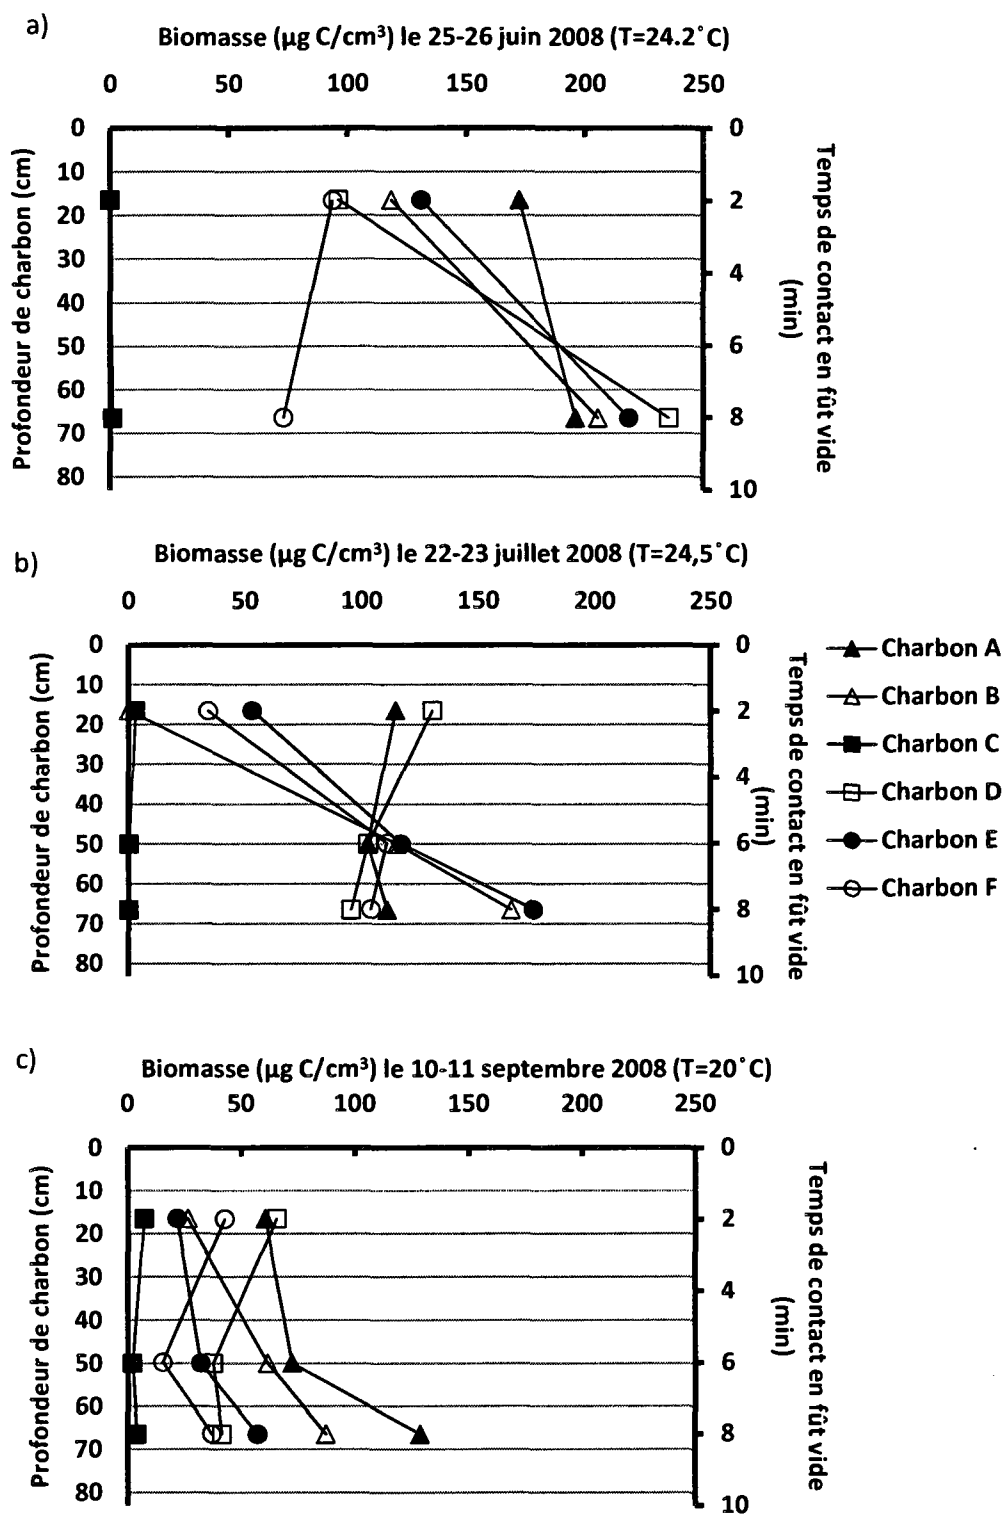 a)
Biomasse (µg C/cm³) le 25-26 juin 2008 (T=24.2˚C)
0 50 100 150 200 250
Profondeur de charbon (cm)
0
10
20
30
40
50
60
70
80
0
2
4
6
8
10
Temps de contact en fût vide
(min)
b)
Biomasse (µg C/cm³) le 22-23 juillet 2008 (T=24,5˚C)
0 50 100 150 200 250
Profondeur de charbon (cm)
0
10
20
30
40
50
60
70
80
0
2
4
6
8
10
Temps de contact en fût vide
(min)
Charbon A
Charbon B
Charbon C
Charbon D
Charbon E
Charbon F
c)
Biomasse (µg C/cm³) le 10-11 septembre 2008 (T=20˚C)
0 50 100 150 200 250
Profondeur de charbon (cm)
0
10
20
30
40
50
60
70
80
0
2
4
6
8
10
Temps de contact en fût vide
(min)